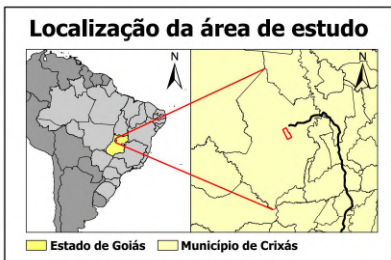 Localização da área de estudo
N
N
Estado de Goiás
Município de Crixás